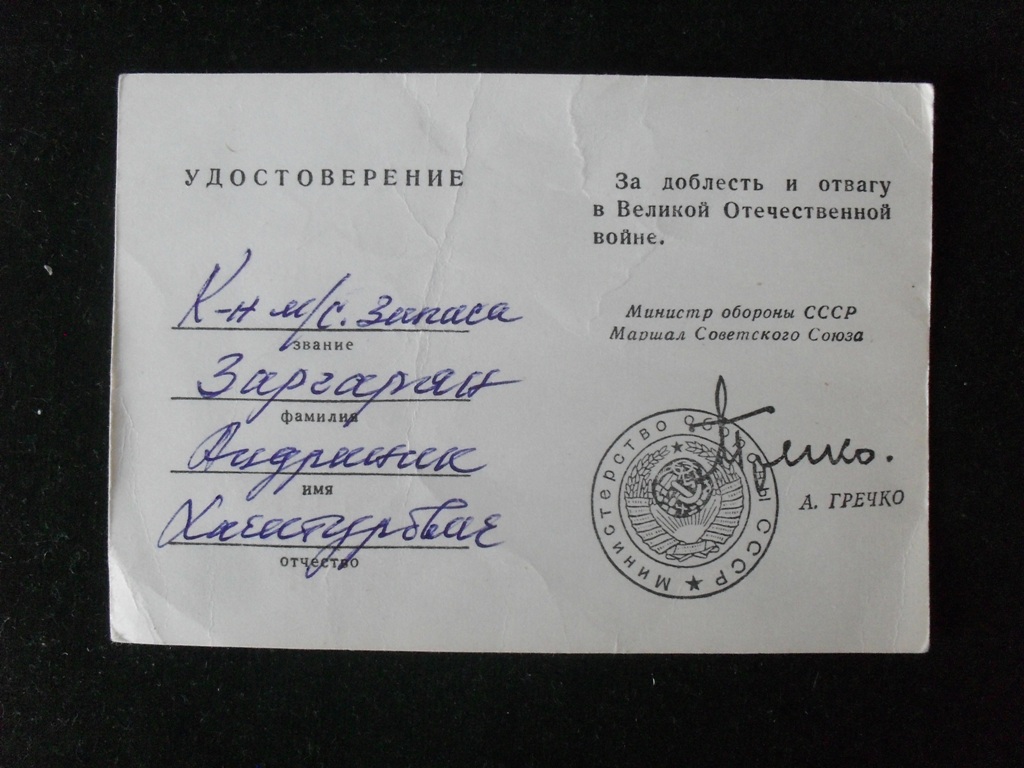 УДОСТОВЕРЕНИЕ
К-н м/с. запаса
звание
Заргарян
фамилия
Андраник
имя
Хачатурович
отчество
За доблесть и отвагу
в Великой Отечественной
войне.
Министр обороны СССР
Маршал Советского Союза
Министерство Обороны СССР
А. ГРЕЧКО